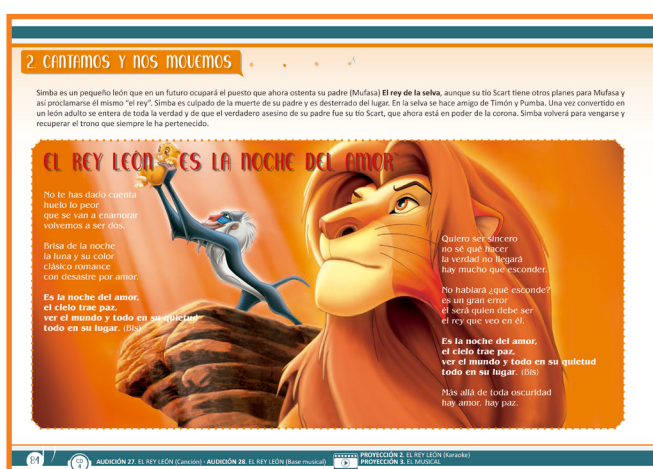 2. CANTAMOS Y NOS MOVEMOS
Simba es un pequeño león que en un futuro ocupará el puesto que ahora ostenta su padre (Mufasa) El rey de la selva, aunque su tío Scart tiene otros planes para Mufasa y
así proclamarse él mismo "el rey". Simba es culpado de la muerte de su padre y es desterrado del lugar. En la selva se hace amigo de Timón y Pumba. Una vez convertido en
un león adulto se entera de toda la verdad y de que el verdadero asesino de su padre fue su tío Scart, que ahora está en poder de la corona. Simba volverá para vengarse y
recuperar el trono que siempre le ha pertenecido.
EL REY LEÓN ES LA NOCHE DEL AMOR
No te has dado cuenta
huelo lo peor
que se van a enamorar
volvemos a ser dos.
Brisa de la noche
la luna y su color
clásico romance
con desastre por amor.
Es la noche del amor,
el cielo trae paz,
ver el mundo y todo en su quietud
todo en su lugar. (Bis)
Quiero ser sincero
no sé qué hacer
la verdad no llegará
hay mucho que esconder.
No hablará ¿qué esconde?
es un gran error
él será quien debe ser
el rey que veo en él.
Es la noche del amor,
el cielo trae paz,
ver el mundo y todo en su quietud
todo en su lugar. (Bis)
Más allá de toda oscuridad
hay amor, hay paz.
84
CD
4
AUDICIÓN 27. EL REY LEÓN (Canción) - AUDICIÓN 28. EL REY LEÓN (Base musical)
PROYECCIÓN 2. EL REY LEÓN (Karaoke)
PROYECCIÓN 3. EL MUSICAL